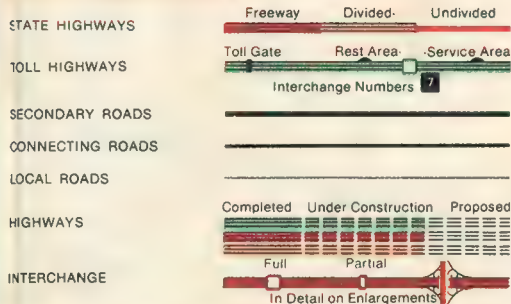 Freeway Divided Undivided
STATE HIGHWAYS
Toll Gate Rest Area Service Area
TOLL HIGHWAYS
Interchange Numbers 7
SECONDARY ROADS
CONNECTING ROADS
LOCAL ROADS
Completed Under Construction Proposed
HIGHWAYS
Full Partial
INTERCHANGE
In Detail on Enlargements